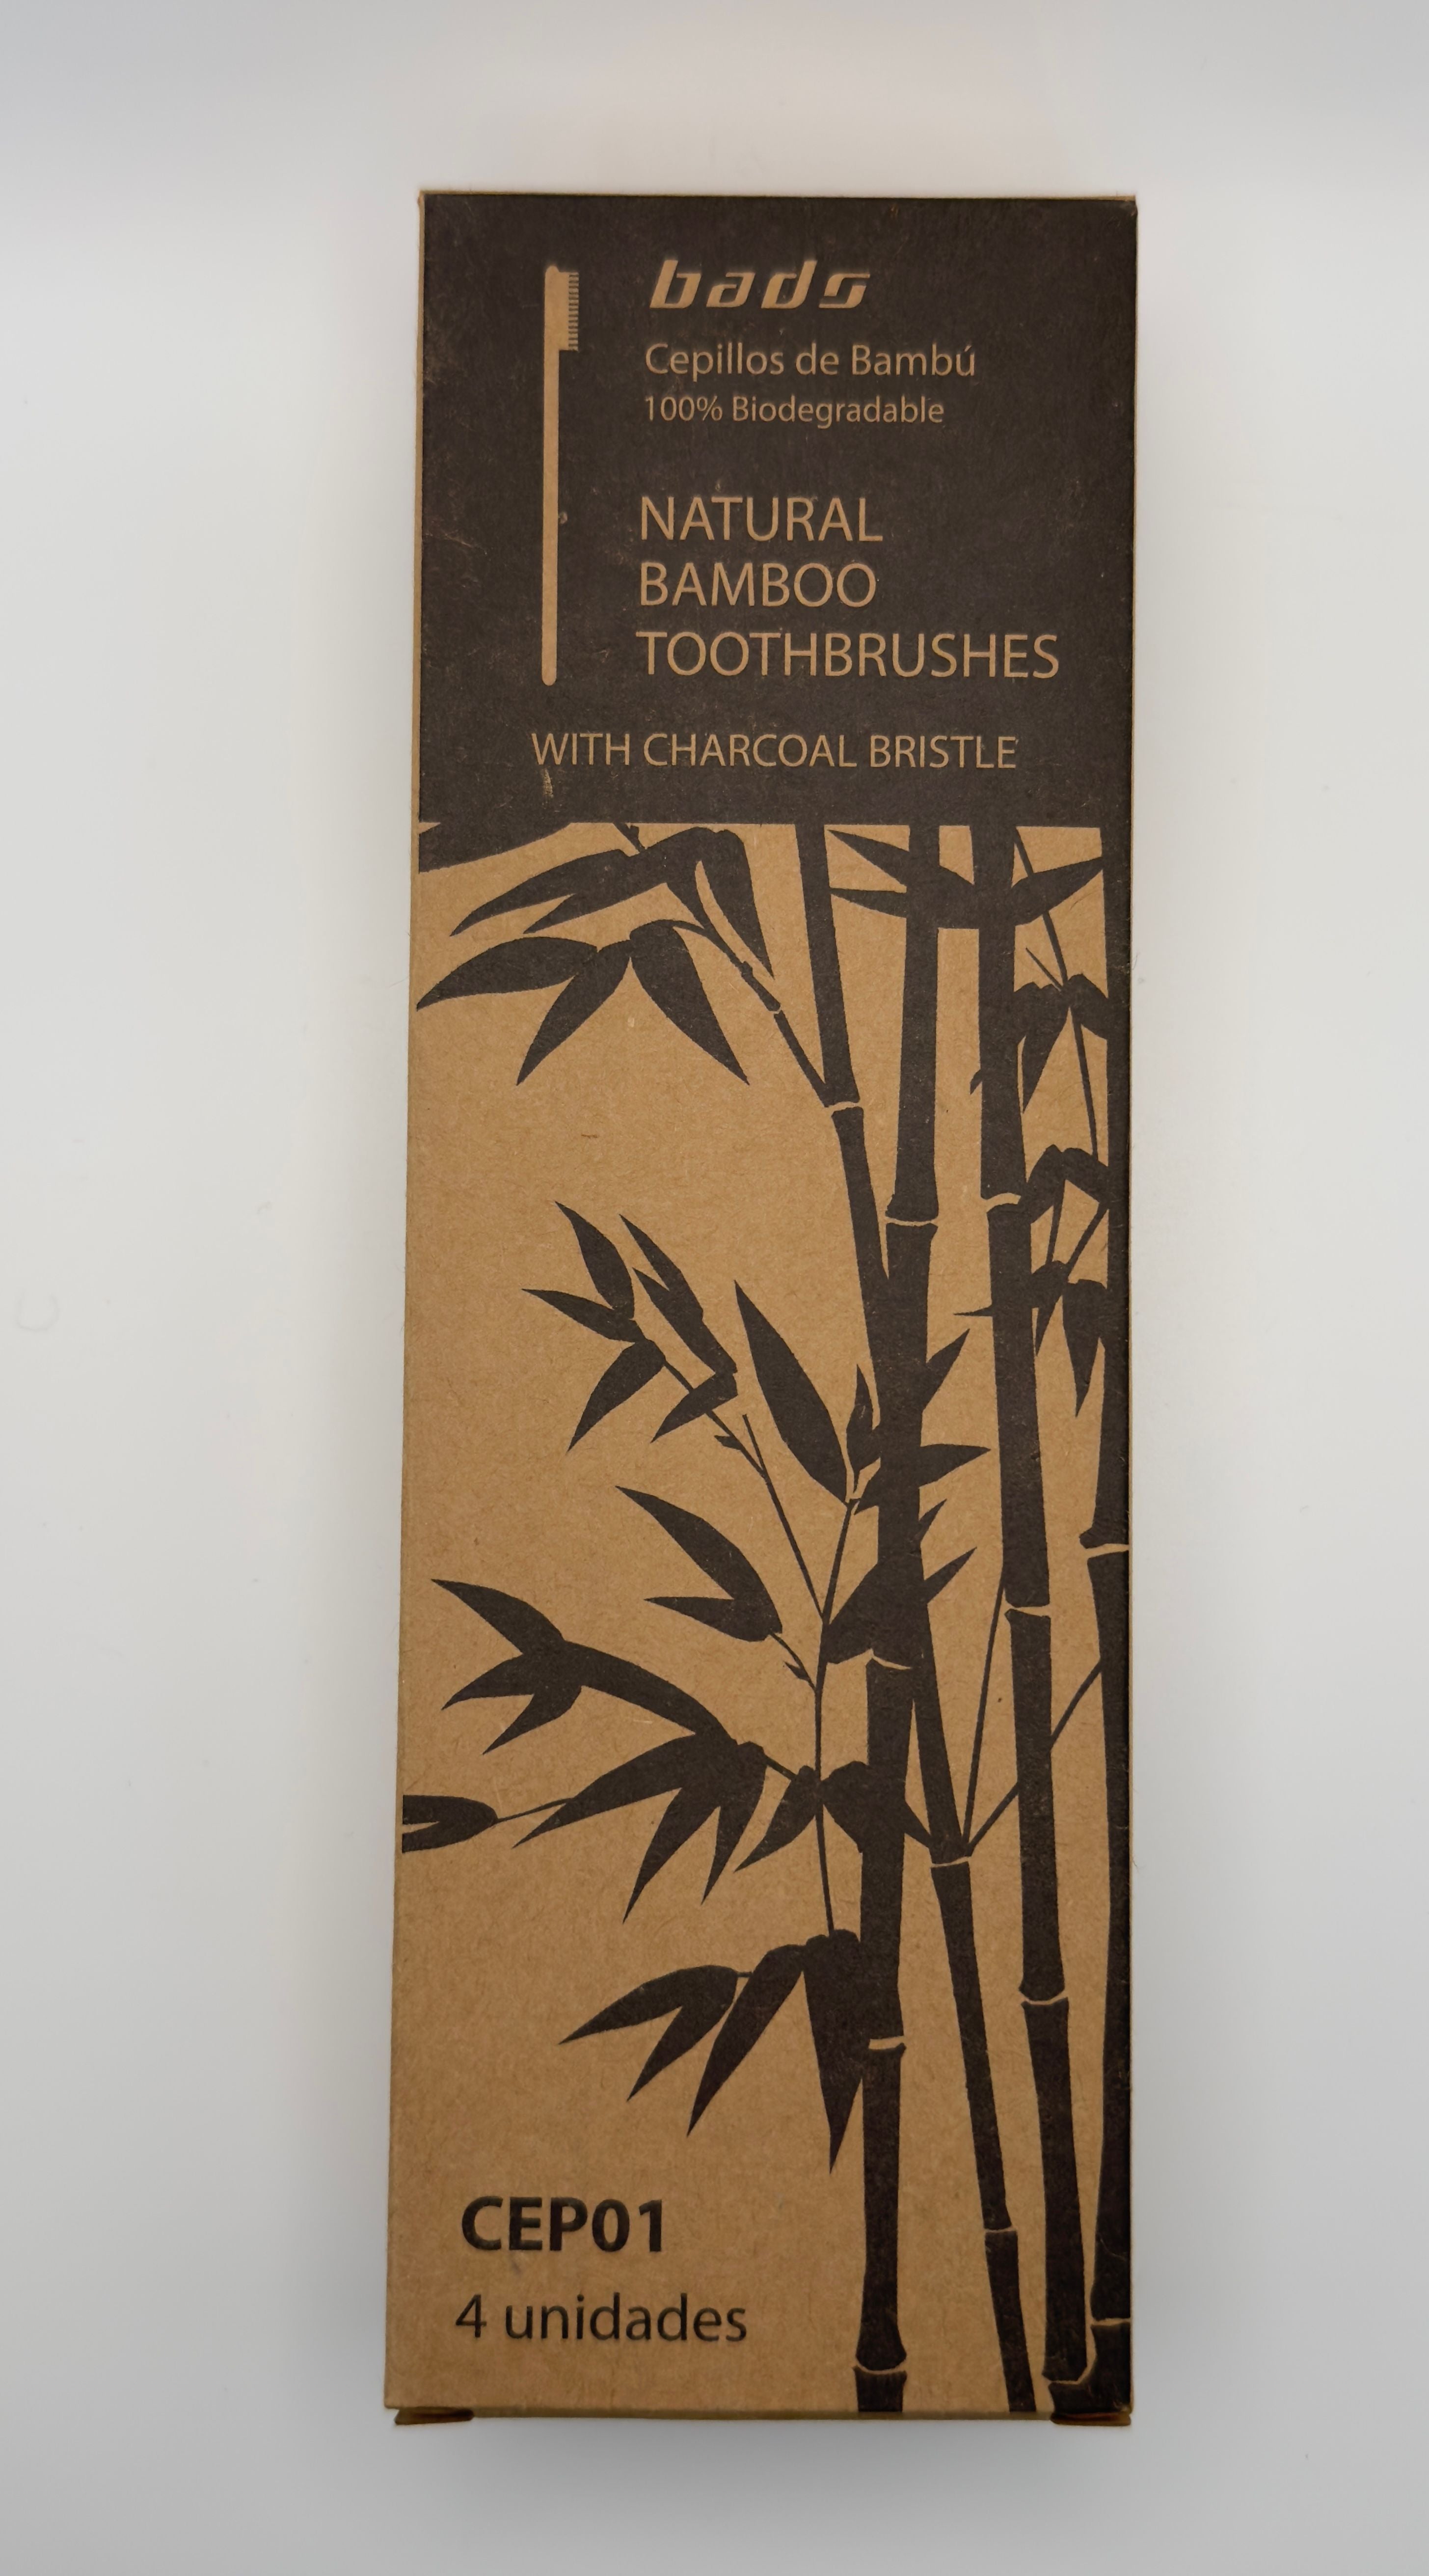 bads
Cepillos de Bambú
100% Biodegradable
NATURAL
BAMBOO
TOOTHBRUSHES
WITH CHARCOAL BRISTLE
CEP01
4 unidades